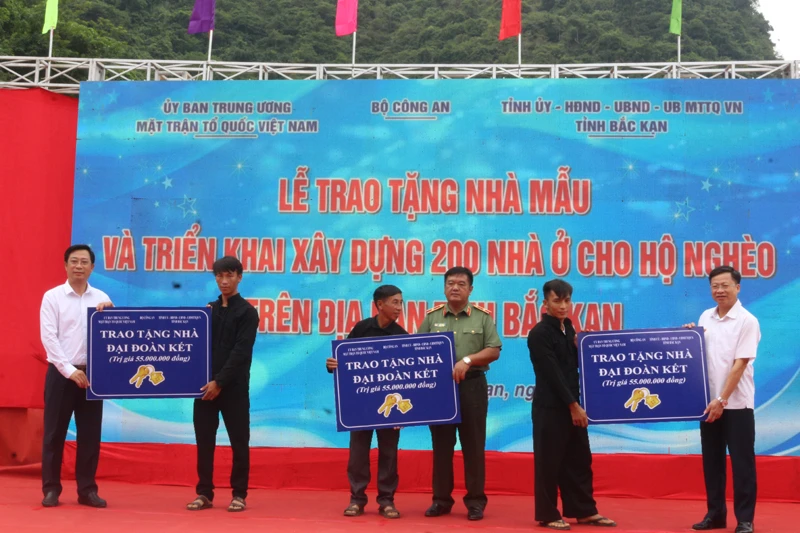 ỦY BAN TRUNG ƯƠNG
MẶT TRẬN TỔ QUỐC VIỆT NAM
BỘ CÔNG AN
TỈNH ỦY - HĐND - UBND - UB MTTQ VN
TỈNH BẮC KẠN
LỄ TRAO TẶNG NHÀ MẪU
VÀ TRIỂN KHAI XÂY DỰNG 200 NHÀ Ở CHO HỘ NGHÈO
TRÊN ĐỊA BẮC KẠN
TRAO TẶNG NHÀ
ĐẠI ĐOÀN KẾT
(Trị giá 55.000.000 đồng)
TRAO TẶNG NHÀ
ĐẠI ĐOÀN KẾT
(Trị giá 55.000.000 đồng)
TRAO TẶNG NHÀ
ĐẠI ĐOÀN KẾT
(Trị giá 55.000.000 đồng)